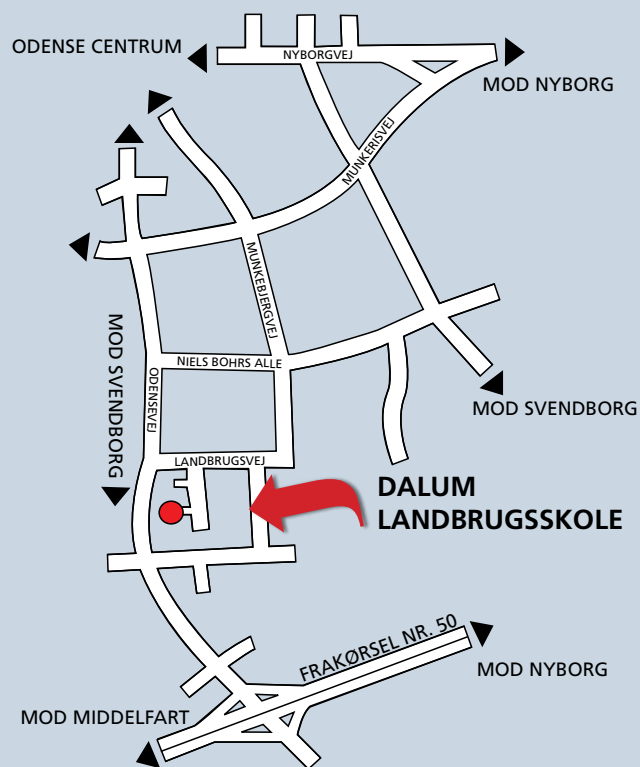 ODENSE CENTRUM
NYBORGVEJ
MOD NYBORG
MUNKERISVEJ
MUNKEBJERGVEJ
MOD SVENDBORG
ODENSEVEJ
NIELS BOHRS ALLE
MOD SVENDBORG
LANDBRUGSVEJ
DALUM
LANDBRUGSSKOLE
FRAKØRSEL NR. 50
MOD NYBORG
MOD MIDDELFART